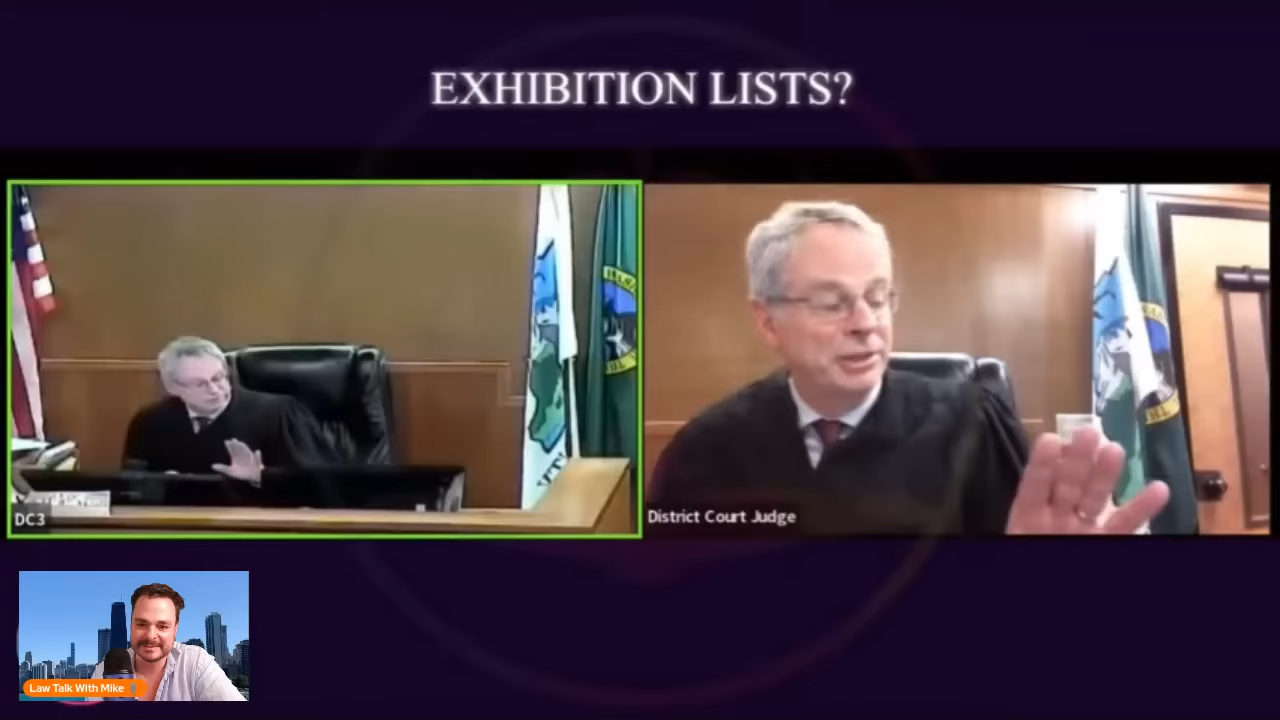 EXHIBITION LISTS?
DC3
District Court Judge
Law Talk With Mike